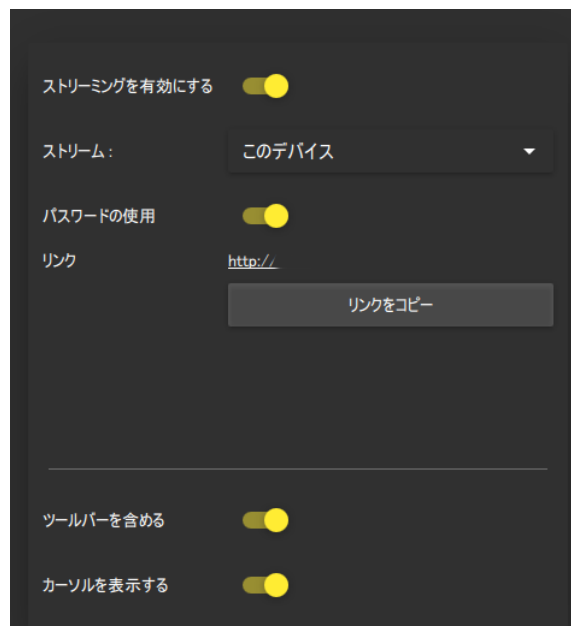 ストリーミングを有効にする
ストリーム :
このデバイス
パスワードの使用
リンク
http://
リンクをコピー
ツールバーを含める
カーソルを表示する